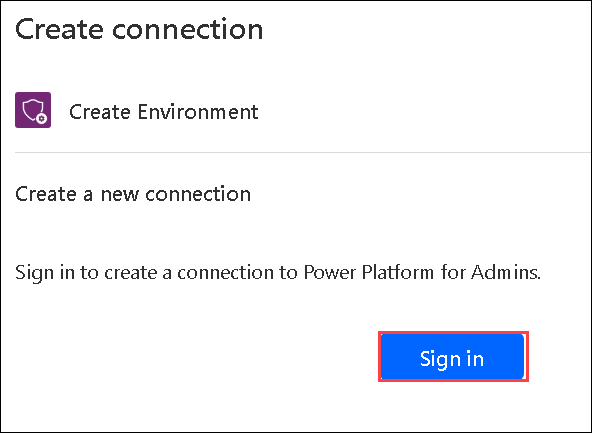 Create connection
Create Environment
Create a new connection
Sign in to create a connection to Power Platform for Admins.
Sign in